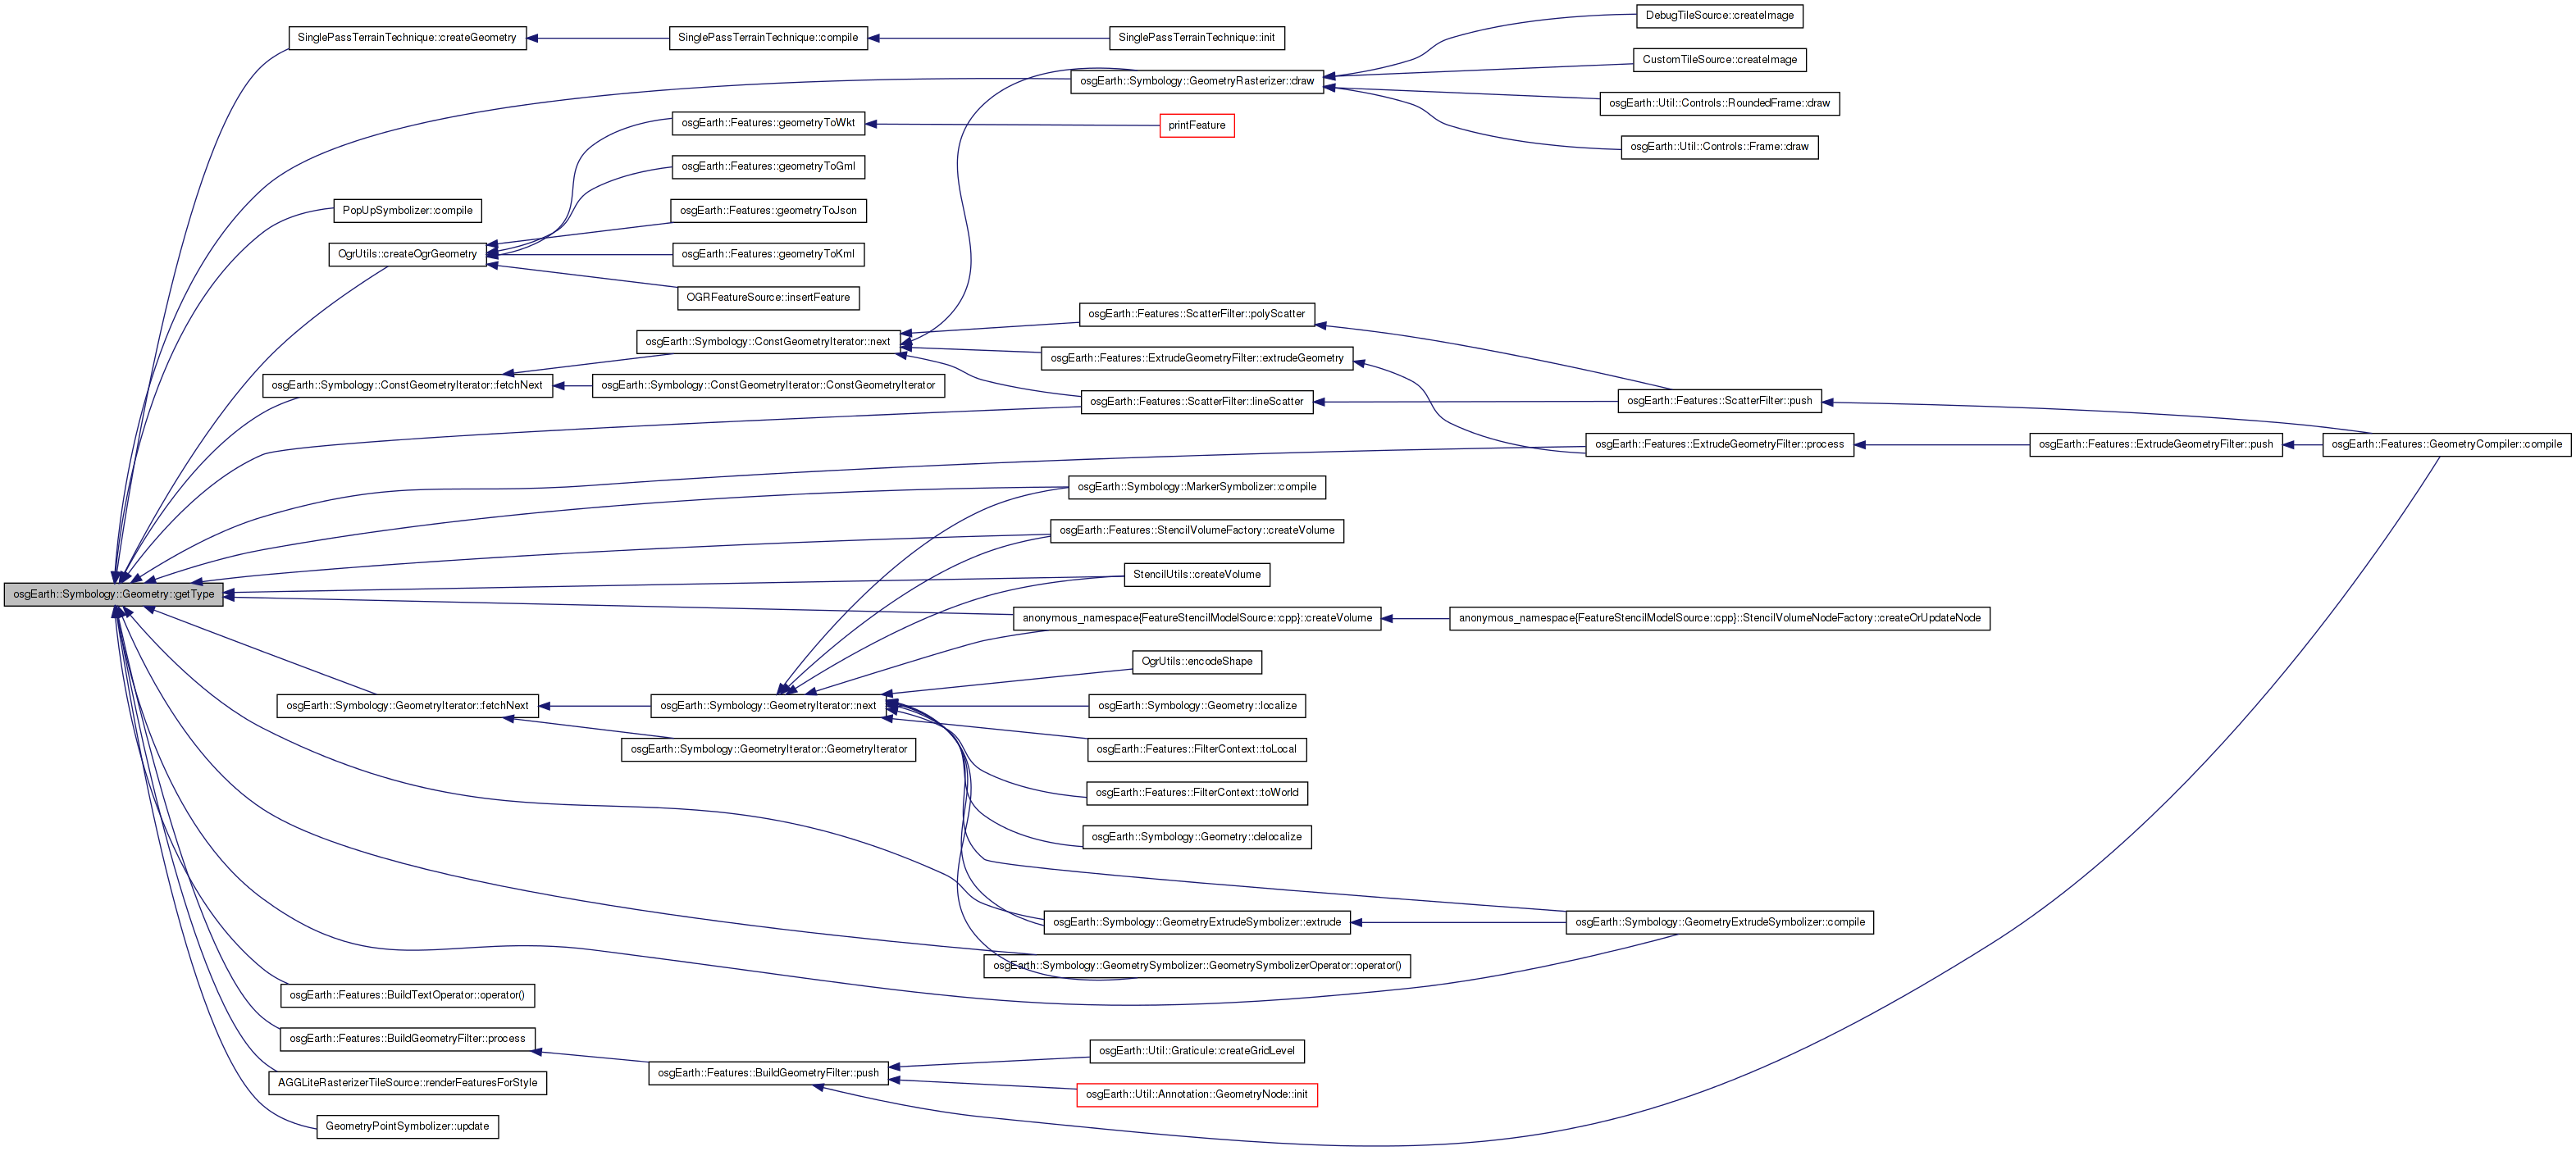 DebugTileSource::createImage
SinglePassTerrainTechnique::createGeometry
SinglePassTerrainTechnique::compile
SinglePassTerrainTechnique::init
CustomTileSource::createImage
osgEarth::Symbology::GeometryRasterizer::draw
osgEarth::Util::Controls::RoundedFrame::draw
osgEarth::Features::geometryToWkt
printFeature
osgEarth::Util::Controls::Frame::draw
osgEarth::Features::geometryToGml
PopUpSymbolizer::compile
osgEarth::Features::geometryToJson
OgrUtils::createOgrGeometry
osgEarth::Features::geometryToKml
OGRFeatureSource::insertFeature
osgEarth::Features::ScatterFilter::polyScatter
osgEarth::Symbology::ConstGeometryIterator::next
osgEarth::Features::ExtrudeGeometryFilter::extrudeGeometry
osgEarth::Symbology::ConstGeometryIterator::fetchNext
osgEarth::Symbology::ConstGeometryIterator::ConstGeometryIterator
osgEarth::Features::ScatterFilter::lineScatter
osgEarth::Features::ScatterFilter::push
osgEarth::Features::ExtrudeGeometryFilter::process
osgEarth::Features::ExtrudeGeometryFilter::push
osgEarth::Features::GeometryCompiler::compile
osgEarth::Symbology::MarkerSymbolizer::compile
osgEarth::Features::StencilVolumeFactory::createVolume
StencilUtils::createVolume
osgEarth::Symbology::Geometry::getType
anonymous_namespace{FeatureStencilModelSource::cpp}::createVolume
anonymous_namespace{FeatureStencilModelSource::cpp}::StencilVolumeNodeFactory::createOrUpdateNode
OgrUtils::encodeShape
osgEarth::Symbology::GeometryIterator::fetchNext
osgEarth::Symbology::GeometryIterator::next
osgEarth::Symbology::Geometry::localize
osgEarth::Symbology::GeometryIterator::GeometryIterator
osgEarth::Features::FilterContext::toLocal
osgEarth::Features::FilterContext::toWorld
osgEarth::Symbology::Geometry::delocalize
osgEarth::Symbology::GeometryExtrudeSymbolizer::extrude
osgEarth::Symbology::GeometryExtrudeSymbolizer::compile
osgEarth::Symbology::GeometrySymbolizer::GeometrySymbolizerOperator::operator()
osgEarth::Features::BuildTextOperator::operator()
osgEarth::Features::BuildGeometryFilter::process
osgEarth::Util::Graticule::createGridLevel
osgEarth::Features::BuildGeometryFilter::push
AGGLiteRasterizerTileSource::renderFeaturesForStyle
osgEarth::Util::Annotation::GeometryNode::init
GeometryPointSymbolizer::update